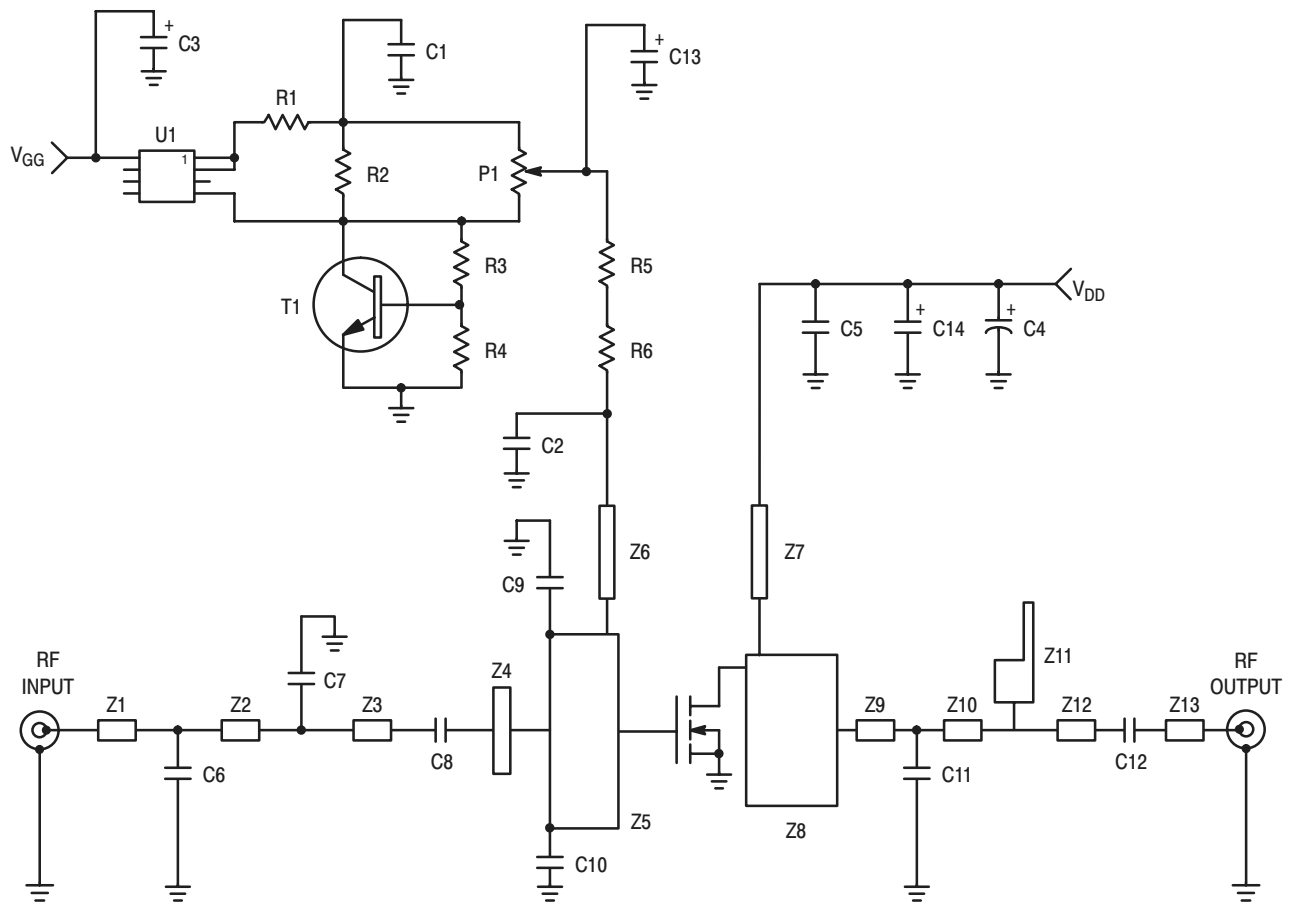 +
C3
C1
+
C13
R1
U1
VGG
1
R2
P1
R3
R5
T1
VDD
+
+
C5
C14
C4
R4
R6
C2
Z6
Z7
C9
RF
INPUT
Z4
Z11
RF
OUTPUT
C7
Z1
Z2
Z3
Z9
Z10
Z12
Z13
C8
C6
C11
C12
Z5
Z8
C10